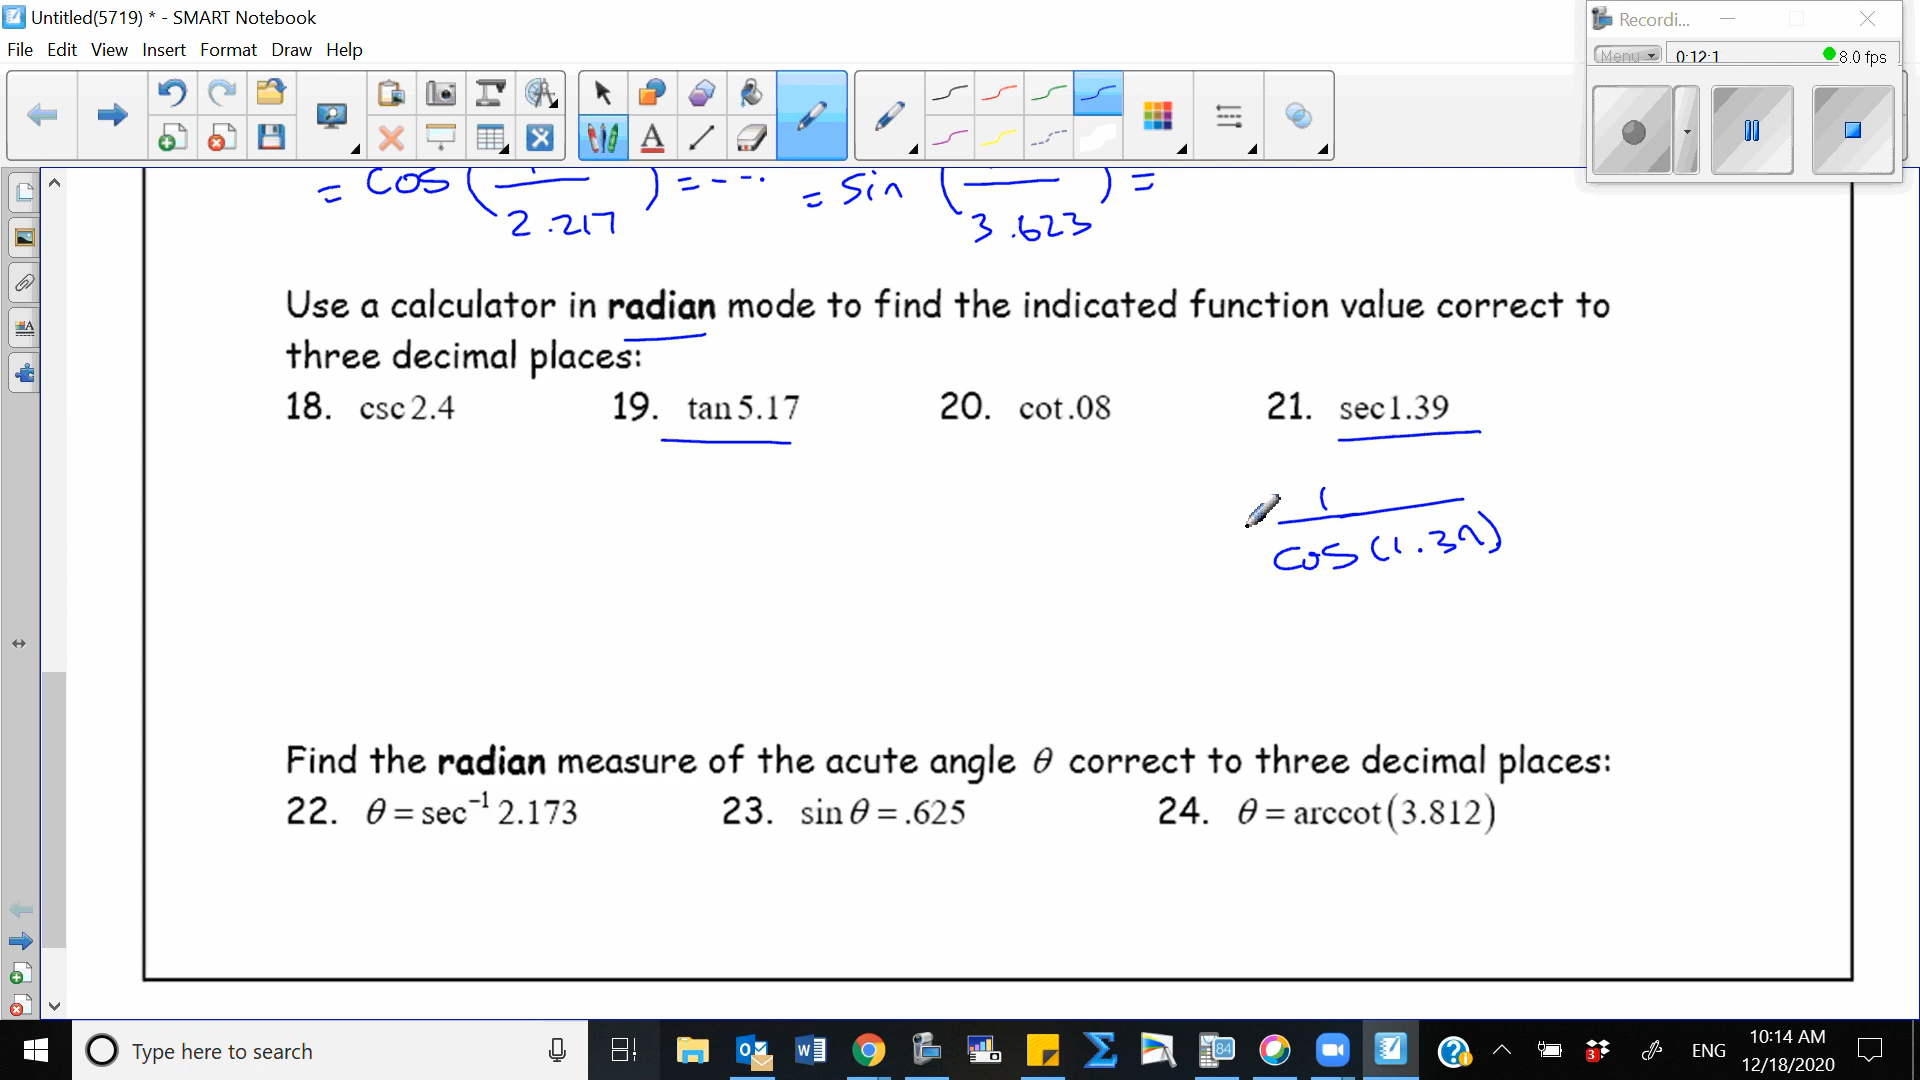 Untitled(5719) * - SMART Notebook
File Edit View Insert Format Draw Help
Recordi...
Menu 0:12:1 8.0 fps
= cos ( / 2.217 ) = - - . = sin ( / 3.623 ) =
Use a calculator in radian mode to find the indicated function value correct to
three decimal places:
18. csc 2.4 19. tan 5.17 20. cot .08 21. sec 1.39
1
cos (1.39)
Find the radian measure of the acute angle θ correct to three decimal places:
22. θ = sec⁻¹ 2.173 23. sin θ = .625 24. θ = arccot(3.812)
Type here to search
84
3
ENG
10:14 AM
12/18/2020